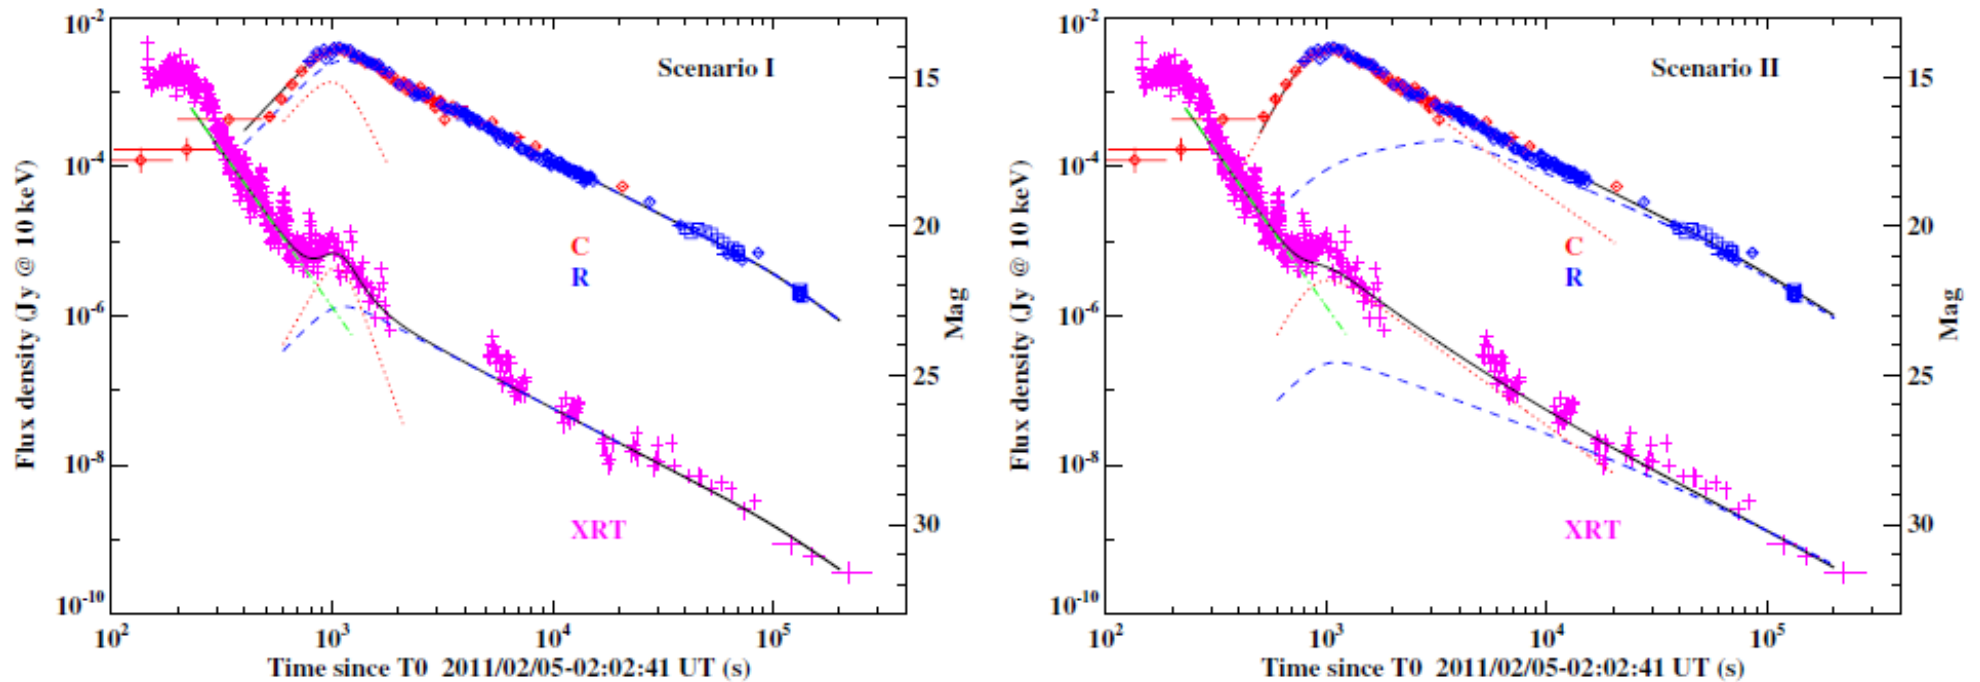 10^-2
10^-4
10^-6
10^-8
10^-10
Flux density (Jy @ 10 keV)
Scenario I
C
R
XRT
15
20
25
30
Mag
10^2
10^3
10^4
10^5
Time since T0 2011/02/05-02:02:41 UT (s)
10^-2
10^-4
10^-6
10^-8
10^-10
Flux density (Jy @ 10 keV)
Scenario II
C
R
XRT
15
20
25
30
Mag
10^2
10^3
10^4
10^5
Time since T0 2011/02/05-02:02:41 UT (s)